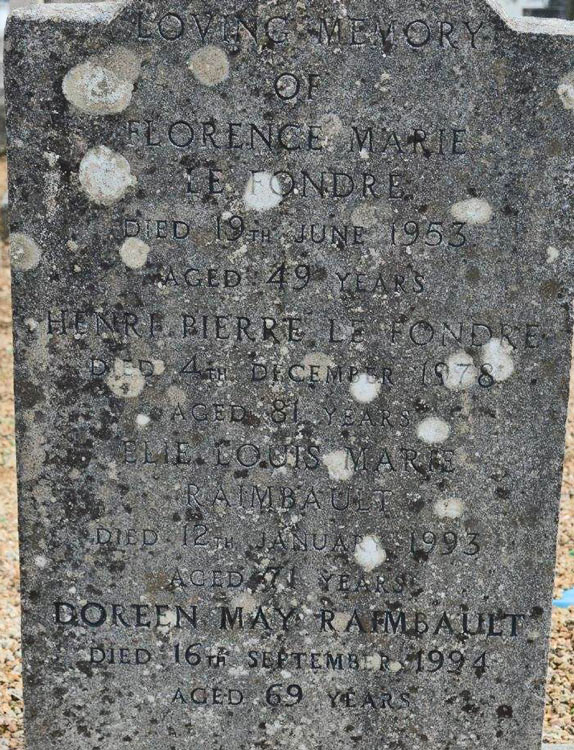 LOVING MEMORY
OF
FLORENCE MARIE
LE FONDRE
DIED 19TH JUNE 1953
AGED 49 YEARS
HENRI PIERRE LE FONDRE
DIED 4TH DECEMBER 1978
AGED 81 YEARS
ELIE LOUIS MARIE
RAIMBAULT
DIED 12TH JANUARY 1993
AGED 71 YEARS
DOREEN MAY RAIMBAULT
DIED 16TH SEPTEMBER 1994
AGED 69 YEARS